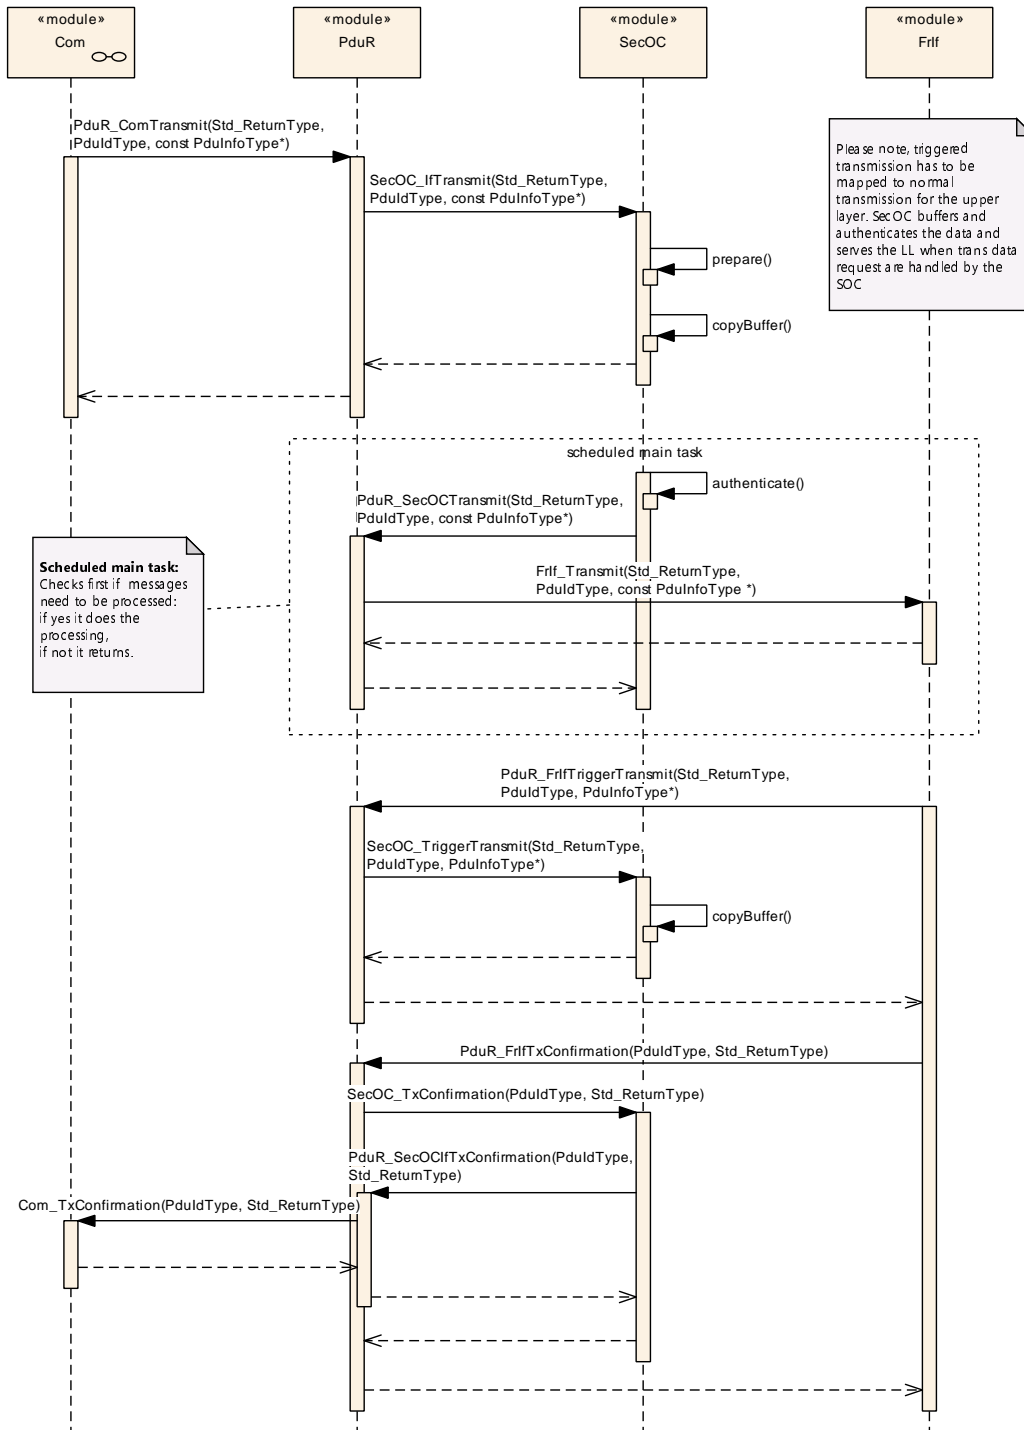 «module»
Com
«module»
PduR
«module»
SecOC
«module»
FrIf
PduR_ComTransmit(Std_ReturnType,
PduIdType, const PduInfoType*)
Please note, triggered
transmission has to be
mapped to normal
transmission for the upper
layer. SecOC buffers and
authenticates the data and
serves the LL when trans data
request are handled by the
SOC
SecOC_IfTransmit(Std_ReturnType,
PduIdType, const PduInfoType*)
prepare()
copyBuffer()
scheduled main task
authenticate()
PduR_SecOCTransmit(Std_ReturnType,
PduIdType, const PduInfoType*)
Scheduled main task:
Checks first if messages
need to be processed:
if yes it does the
processing,
if not it returns.
FrIf_Transmit(Std_ReturnType,
PduIdType, const PduInfoType *)
PduR_FrIfTriggerTransmit(Std_ReturnType,
PduIdType, PduInfoType*)
SecOC_TriggerTransmit(Std_ReturnType,
PduIdType, PduInfoType*)
copyBuffer()
PduR_FrIfTxConfirmation(PduIdType, Std_ReturnType)
SecOC_TxConfirmation(PduIdType, Std_ReturnType)
PduR_SecOCIfTxConfirmation(PduIdType,
Std_ReturnType)
Com_TxConfirmation(PduIdType, Std_ReturnType)